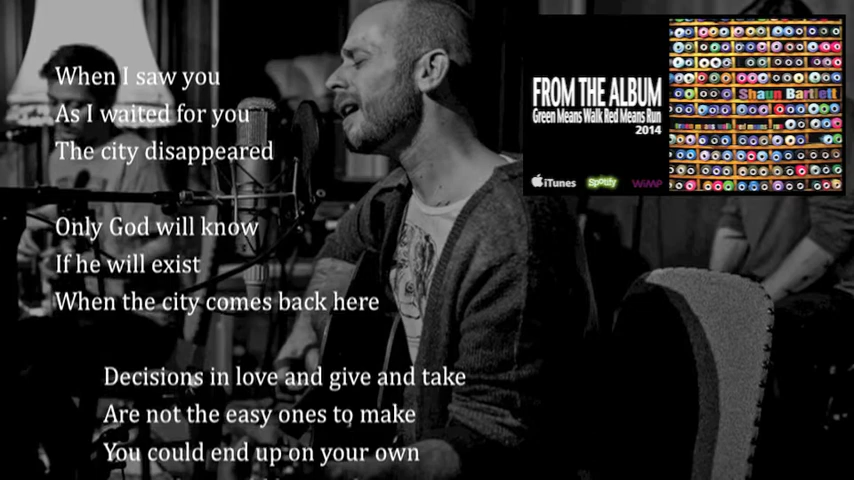 When I saw you
As I waited for you
The city disappeared
Only God will know
If he will exist
When the city comes back here
Decisions in love and give and take
Are not the easy ones to make
You could end up on your own
FROM THE ALBUM
Green Means Walk Red Means Run
2014
iTunes
Spotify
WiMP
Shaun Bartlett